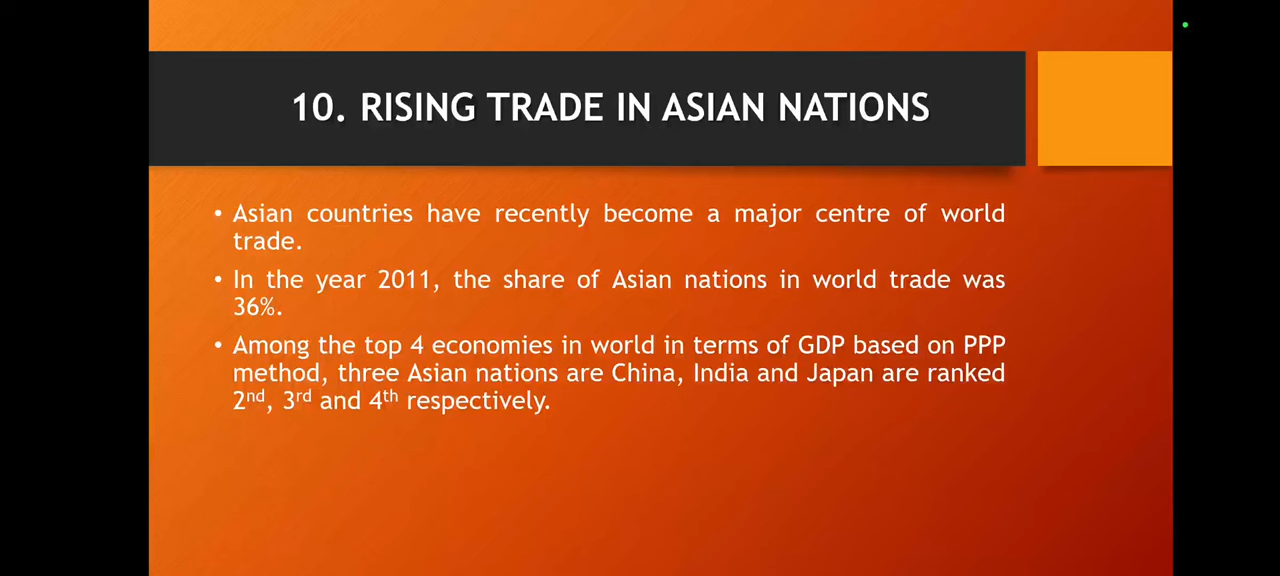 10. RISING TRADE IN ASIAN NATIONS
• Asian countries have recently become a major centre of world
trade.
• In the year 2011, the share of Asian nations in world trade was
36%.
• Among the top 4 economies in world in terms of GDP based on PPP
method, three Asian nations are China, India and Japan are ranked
2nd, 3rd and 4th respectively.